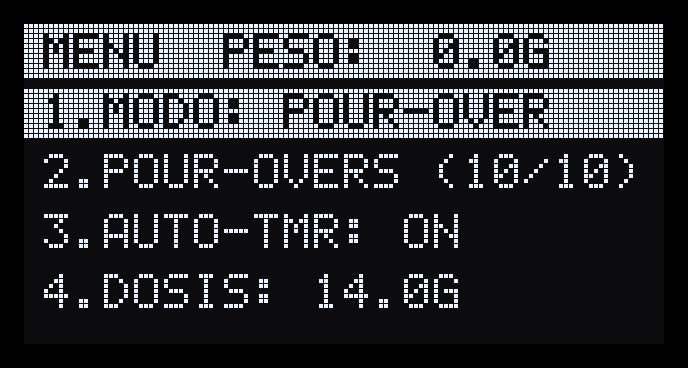 MENU PESO: 0.0G
1.MODO: POUR-OVER
2.POUR-OVERS (10/10)
3.AUTO-TMR: ON
4.DOSIS: 14.0G